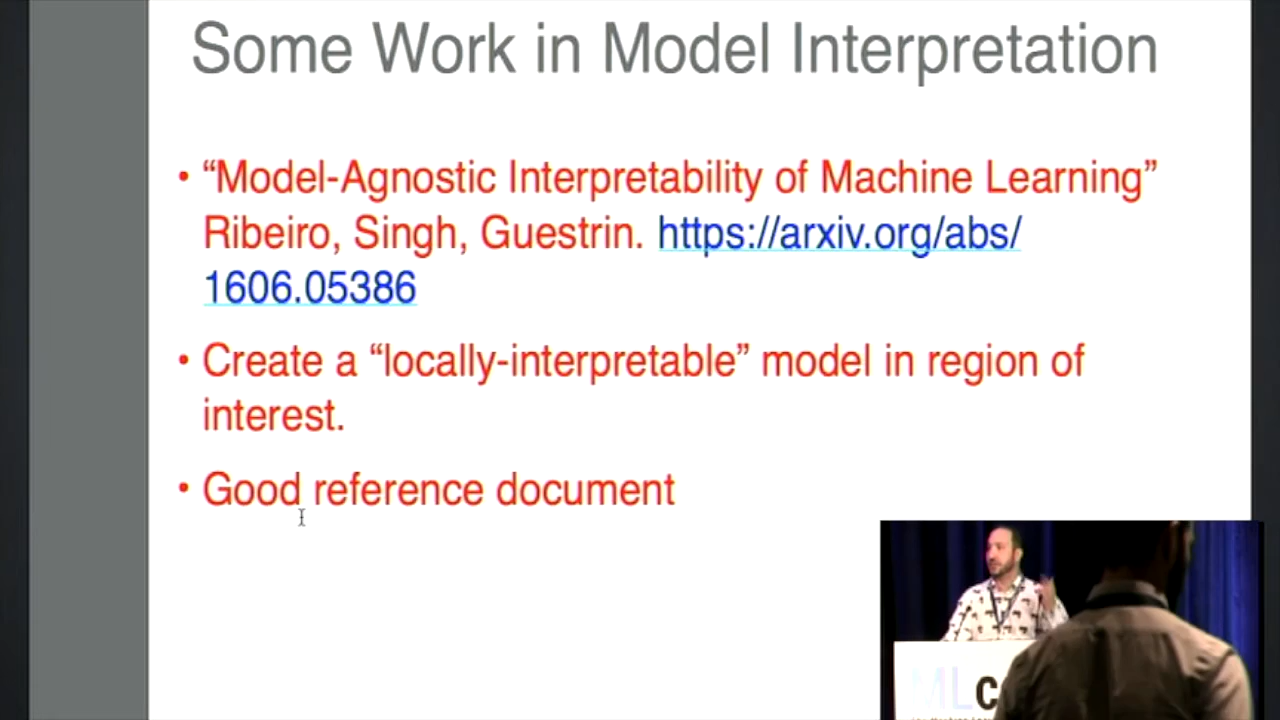 Some Work in Model Interpretation
• “Model-Agnostic Interpretability of Machine Learning”
Ribeiro, Singh, Guestrin. https://arxiv.org/abs/
1606.05386
• Create a “locally-interpretable” model in region of
interest.
• Good reference document
MLc